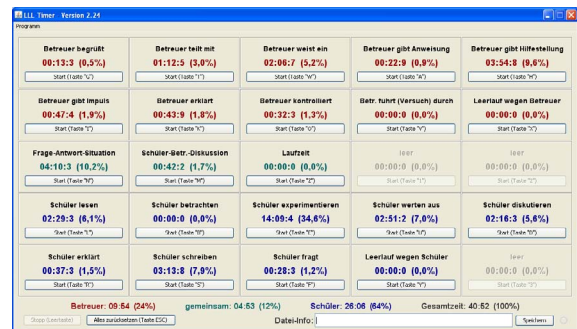 LLL Timer Version 2.24
Programm
Betreuer begrüßt Betreuer teilt mit Betreuer weist ein Betreuer gibt Anweisung Betreuer gibt Hilfestellung
00:13:3 (0,5%) 01:12:5 (3,0%) 02:06:7 (5,2%) 00:22:9 (0,9%) 03:54:8 (9,6%)
Start (Taste "G") Start (Taste "T") Start (Taste "W") Start (Taste "A") Start (Taste "H")
Betreuer gibt Impuls Betreuer erklärt Betreuer kontrolliert Betr. führt (Versuch) durch Leerlauf wegen Betreuer
00:47:4 (1,9%) 00:43:9 (1,8%) 00:32:3 (1,3%) 00:00:0 (0,0%) 00:00:0 (0,0%)
Start (Taste "I") Start (Taste "K") Start (Taste "O") Start (Taste "V") Start (Taste "X")
Frage-Antwort-Situation Schüler-Betr.-Diskussion Laufzeit leer leer
04:10:3 (10,2%) 00:42:2 (1,7%) 00:00:0 (0,0%) 00:00:0 (0,0%) 00:00:0 (0,0%)
Start (Taste "N") Start (Taste "M") Start (Taste "Z") Start (Taste "0") Start (Taste "0")
Schüler lesen Schüler betrachten Schüler experimentieren Schüler werten aus Schüler diskutieren
02:29:3 (6,1%) 00:00:0 (0,0%) 14:09:4 (34,6%) 02:51:2 (7,0%) 02:16:3 (5,6%)
Start (Taste "L") Start (Taste "B") Start (Taste "E") Start (Taste "U") Start (Taste "D")
Schüler erklärt Schüler schreiben Schüler fragt Leerlauf wegen Schüler leer
00:37:3 (1,5%) 03:13:8 (7,9%) 00:28:3 (1,2%) 00:00:0 (0,0%) 00:00:0 (0,0%)
Start (Taste "R") Start (Taste "S") Start (Taste "F") Start (Taste "Y") Start (Taste "0")
Betreuer: 09:54 (24%) gemeinsam: 04:53 (12%) Schüler: 26:06 (64%) Gesamtzeit: 40:52 (100%)
Stopp (Leertaste) Alles zurücksetzen (Taste ESC) Datei-Info: Speichern